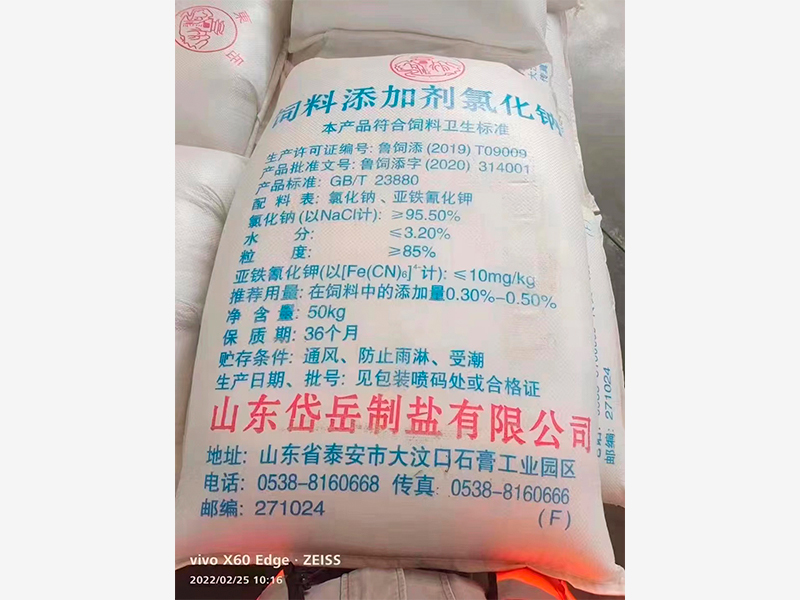 饲料添加剂氯化钠
本产品符合饲料卫生标准
生产许可证编号: 鲁饲添 (2019) T09009
产品批准文号: 鲁饲添字 (2020) 314001
产品标准: GB/T 23880
配 料 表: 氯化钠、亚铁氰化钾
氯化钠 (以NaCl计): ≥95.50%
水 分: ≤3.20%
粒 度: ≥85%
亚铁氰化钾(以[Fe(CN)₆]⁴⁻计): ≤10mg/kg
推荐用量: 在饲料中的添加量0.30%-0.50%
净 含 量: 50kg
保 质 期: 36个月
贮存条件: 通风、防止雨淋、受潮
生产日期、批号: 见包装喷码处或合格证
山东岱岳制盐有限公司
地址: 山东省泰安市大汶口石膏工业园区
电话: 0538-8160668 传真: 0538-8160666
邮编: 271024
(F)
邮编: 271024
vivo X60 Edge · ZEISS
2022/02/25 10:16